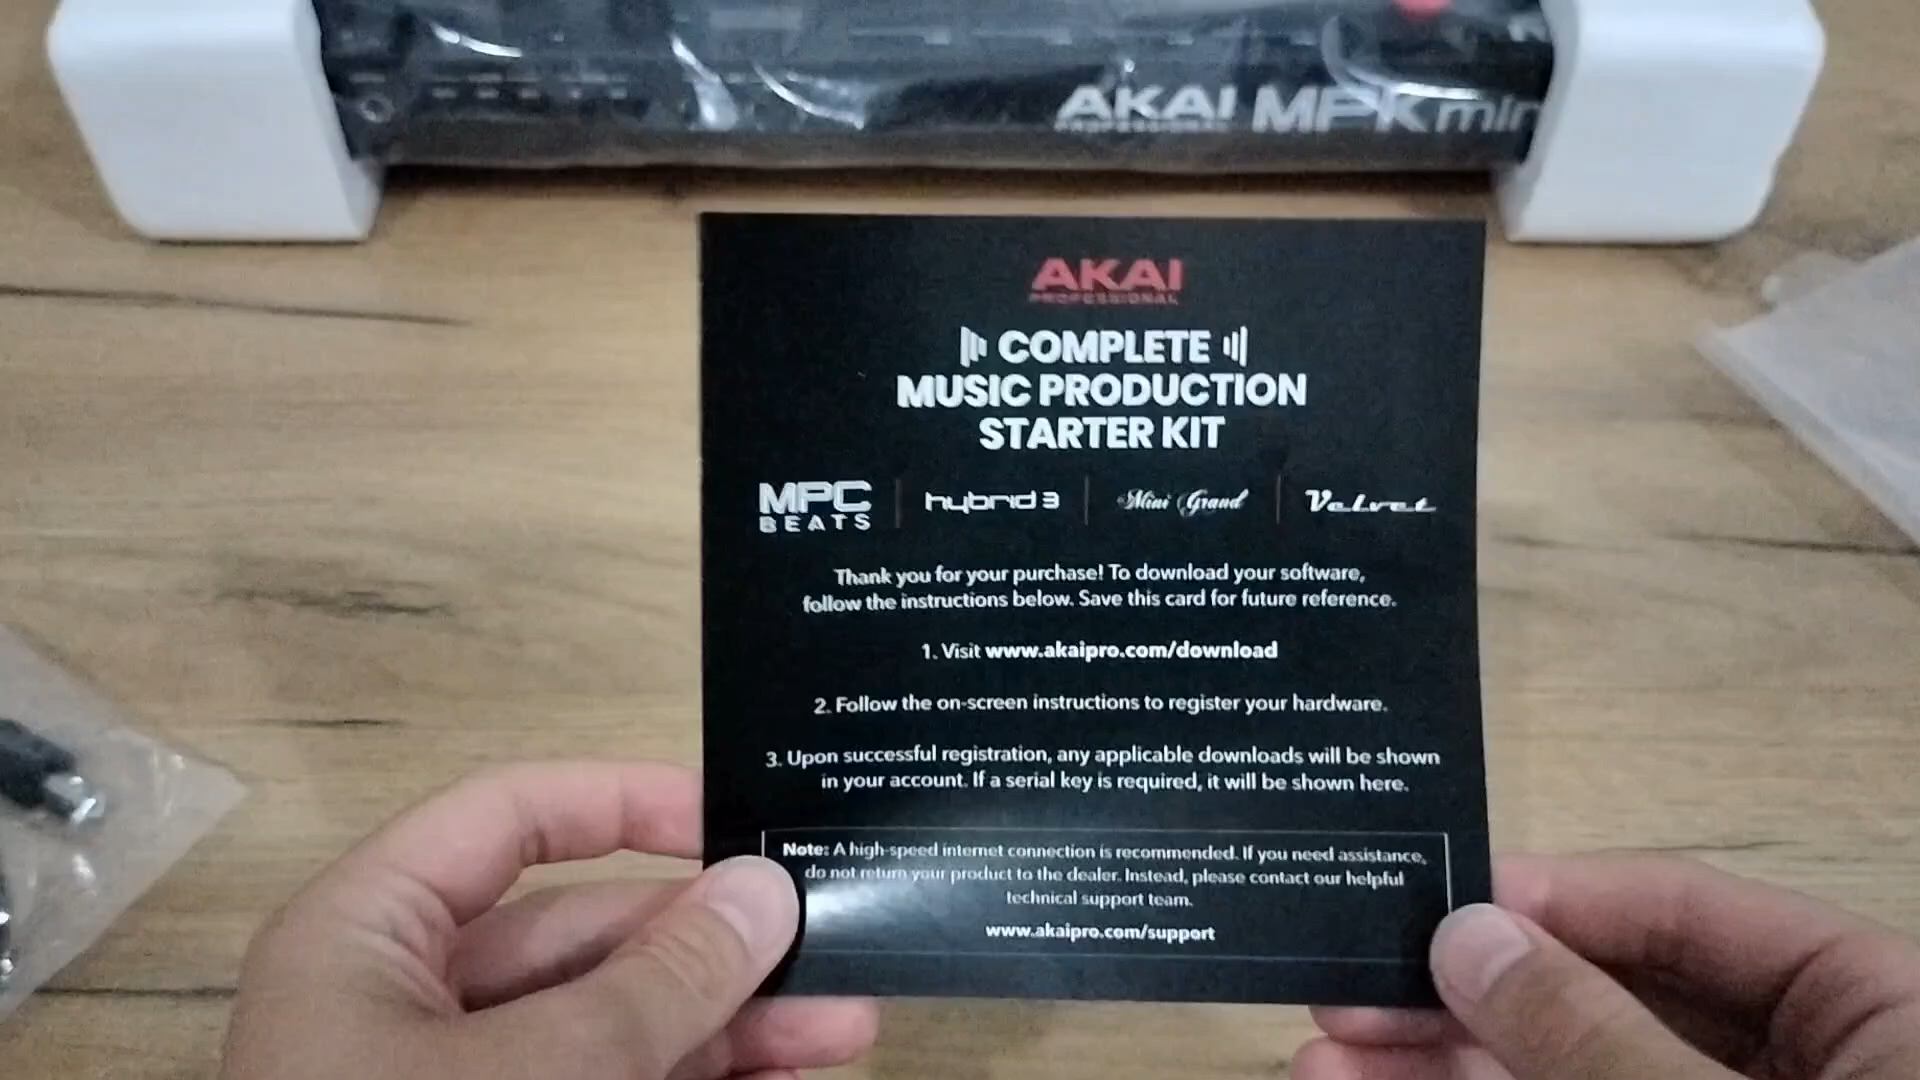 AKAI MPK mini
PROFESSIONAL
AKAI
PROFESSIONAL
COMPLETE
MUSIC PRODUCTION
STARTER KIT
MPC BEATS | hybrid 3 | Mini Grand | Velvet
Thank you for your purchase! To download your software,
follow the instructions below. Save this card for future reference.
1. Visit www.akaipro.com/download
2. Follow the on-screen instructions to register your hardware.
3. Upon successful registration, any applicable downloads will be shown
in your account. If a serial key is required, it will be shown here.
Note: A high-speed internet connection is recommended. If you need assistance,
do not return your product to the dealer. Instead, please contact our helpful
technical support team.
www.akaipro.com/support